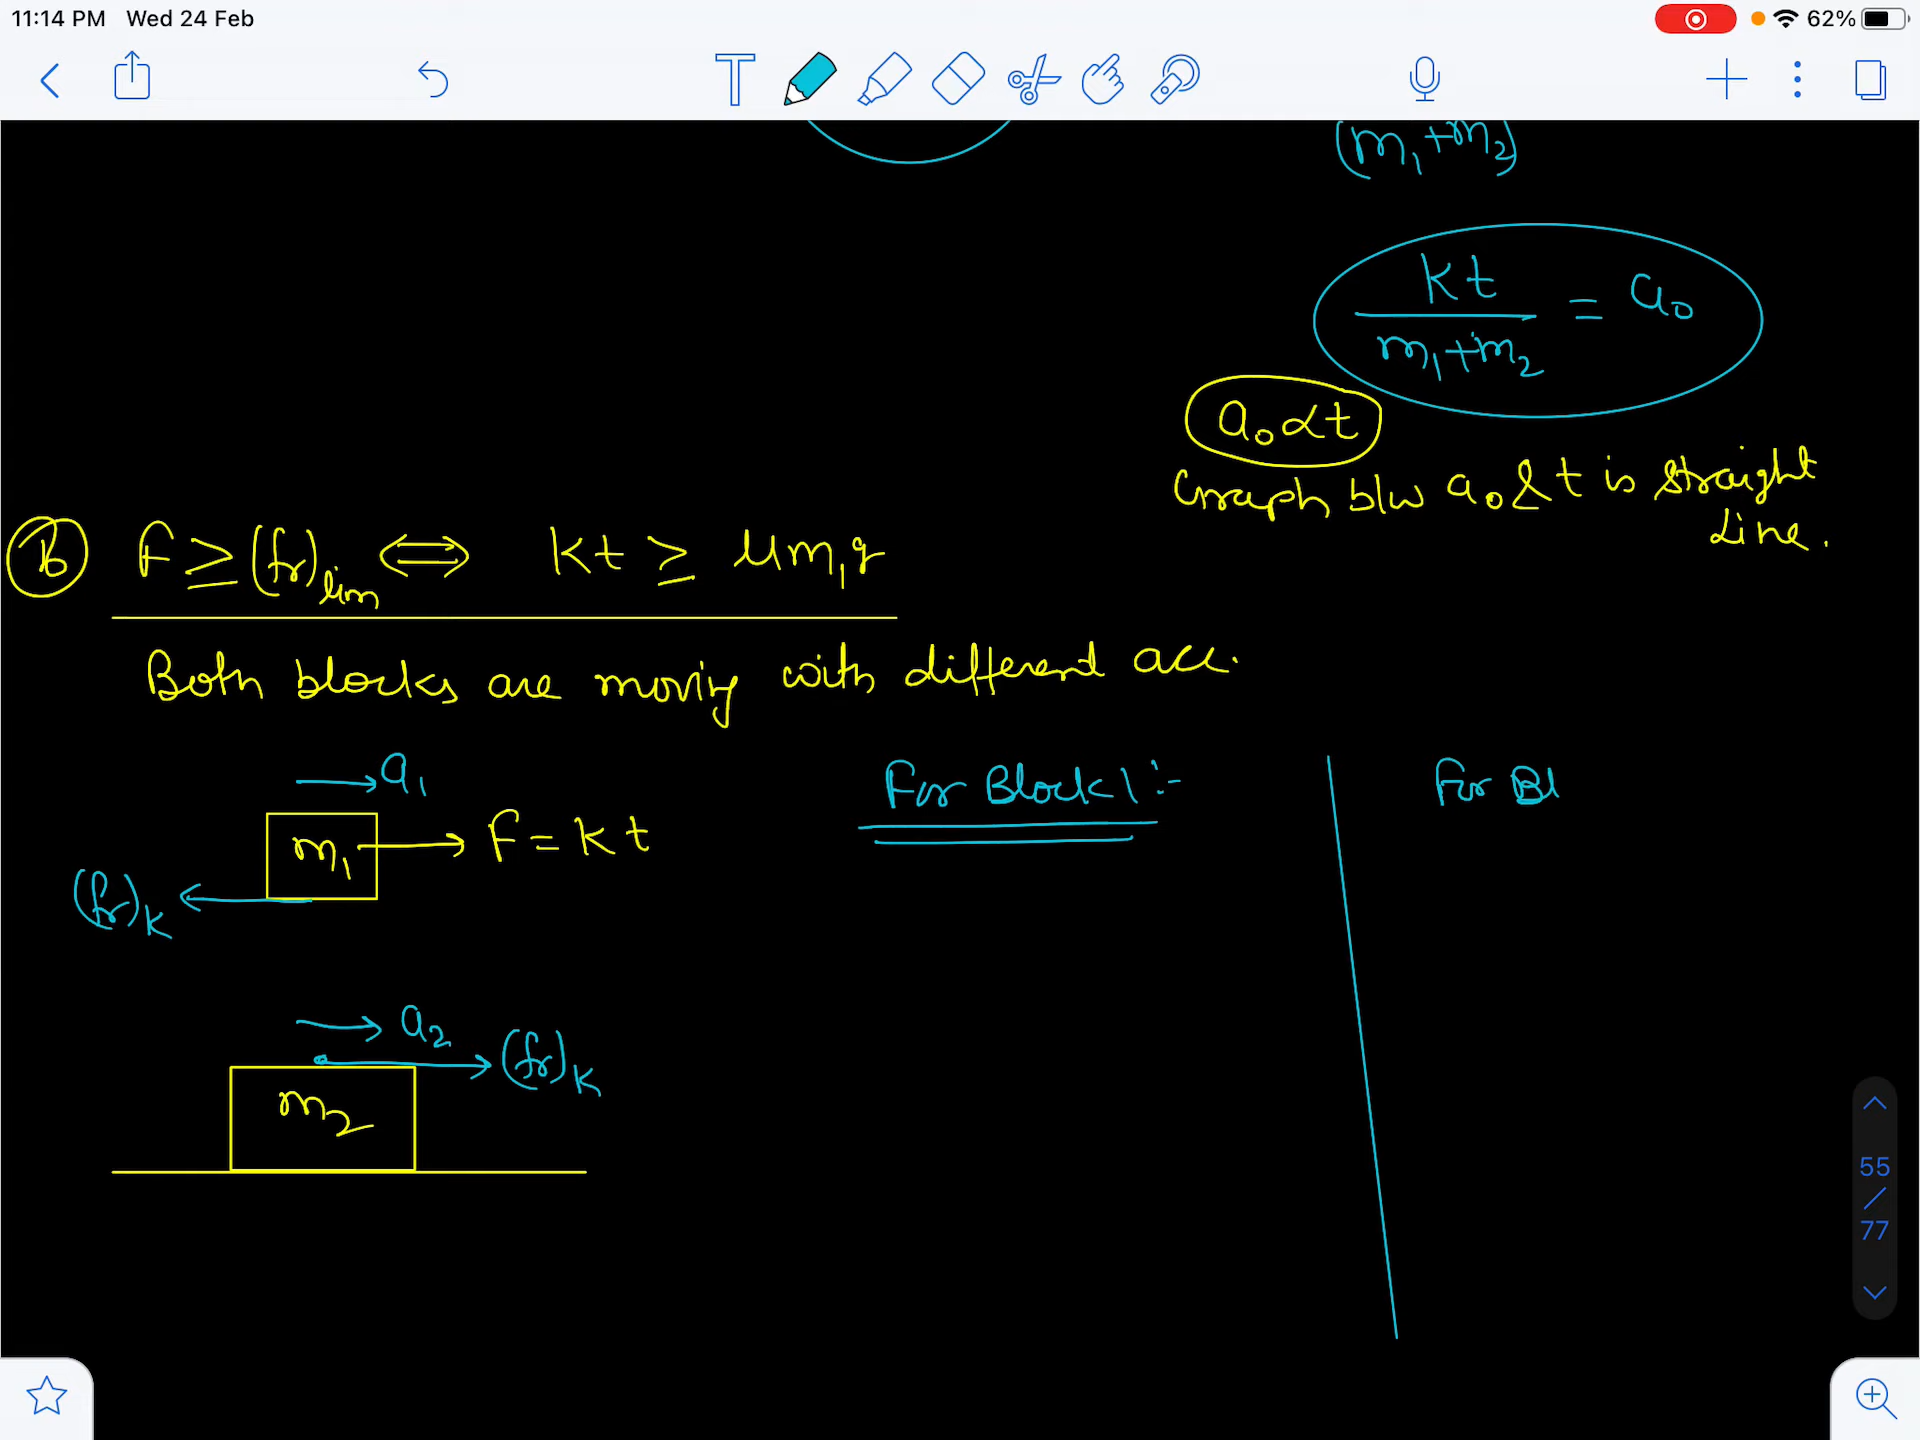 11:14 PM Wed 24 Feb
62%
T
(m₁+m₂)
kt / m₁+m₂ = a₀
a₀ ∝ t
Graph b/w a₀ & t is straight
Line.
(b) F ≥ (fr)lim ⟺ kt ≥ μm₁g
Both blocks are moving with different acc.
a₁
m₁ F = kt
(fr)k
For Block 1 :-
For Bl
a₂
(fr)k
m₂
55
/
77